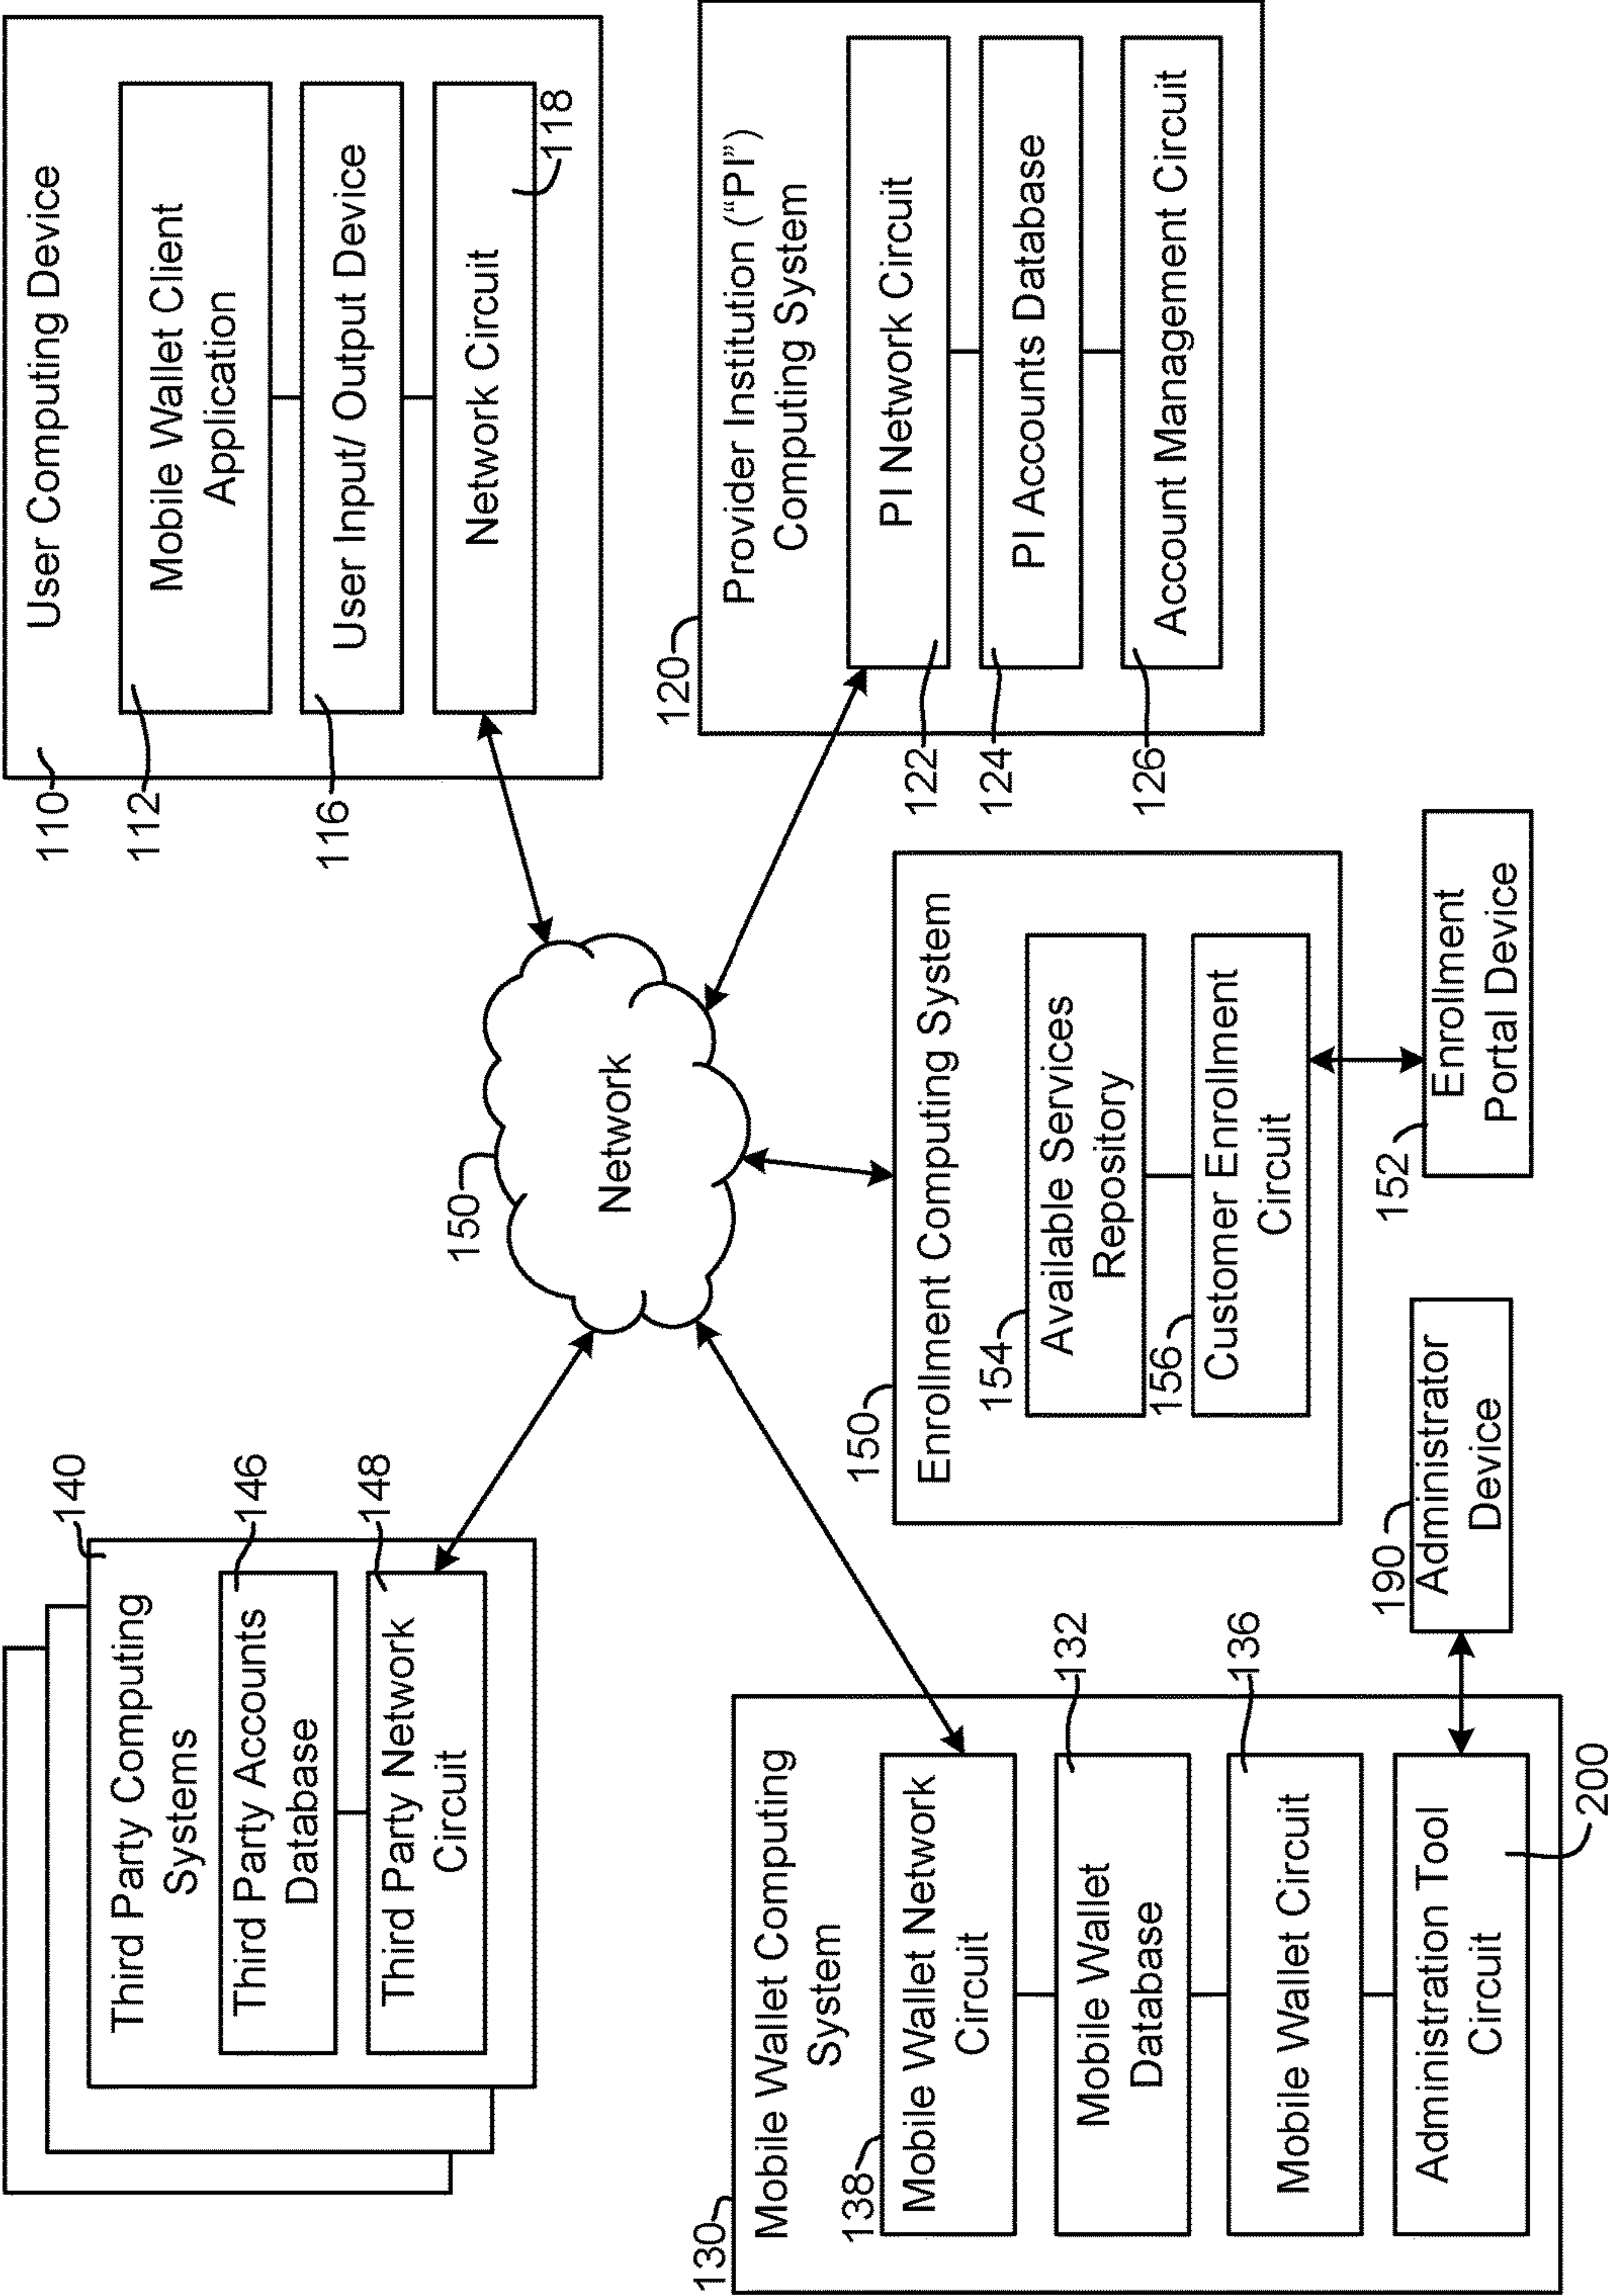 140
Third Party Computing
Systems
Third Party Accounts
Database
146
Third Party Network
Circuit
148
User Computing Device
110
Mobile Wallet Client
Application
112
User Input/ Output Device
116
Network Circuit
118
150
Network
130
Mobile Wallet Computing
System
138
Mobile Wallet Network
Circuit
Mobile Wallet
Database
132
Mobile Wallet Circuit
136
Administration Tool
Circuit
200
190
Administrator
Device
150
Enrollment Computing System
154
Available Services
Repository
156
Customer Enrollment
Circuit
152
Enrollment
Portal Device
120
Provider Institution (“PI”)
Computing System
PI Network Circuit
122
PI Accounts Database
124
Account Management Circuit
126